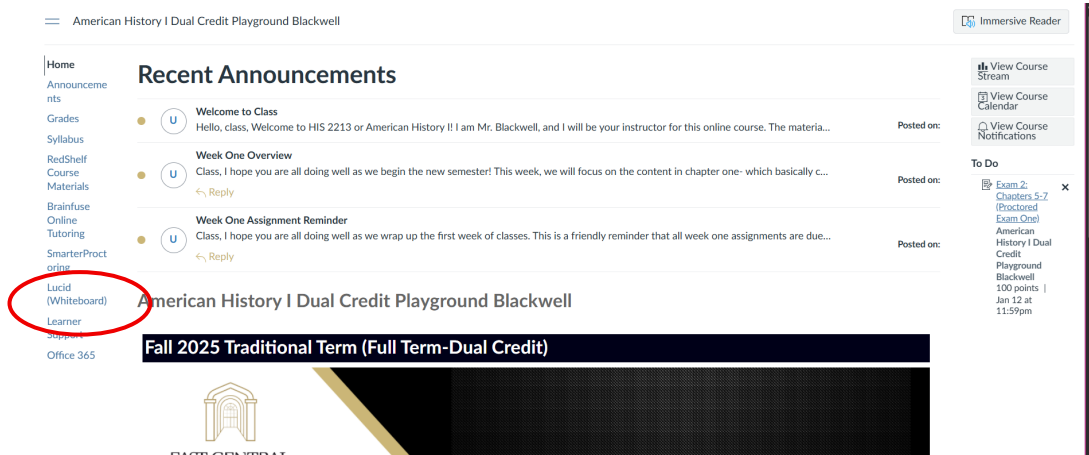 American History I Dual Credit Playground Blackwell
Immersive Reader
Home
Announceme
nts
Grades
Syllabus
RedShelf
Course
Materials
Brainfuse
Online
Tutoring
SmarterProct
oring
Lucid
(Whiteboard)
Learner
Support
Office 365
Recent Announcements
U
Welcome to Class
Hello, class, Welcome to HIS 2213 or American History I! I am Mr. Blackwell, and I will be your instructor for this online course. The materia...
Posted on:
U
Week One Overview
Class, I hope you are all doing well as we begin the new semester! This week, we will focus on the content in chapter one- which basically c...
Reply
Posted on:
U
Week One Assignment Reminder
Class, I hope you are all doing well as we wrap up the first week of classes. This is a friendly reminder that all week one assignments are due...
Reply
Posted on:
American History I Dual Credit Playground Blackwell
Fall 2025 Traditional Term (Full Term-Dual Credit)
EAST CENTRAL
View Course
Stream
View Course
Calendar
View Course
Notifications
To Do
Exam 2:
Chapters 5-7
(Proctored
Exam One)
American
History I Dual
Credit
Playground
Blackwell
100 points |
Jan 12 at
11:59pm